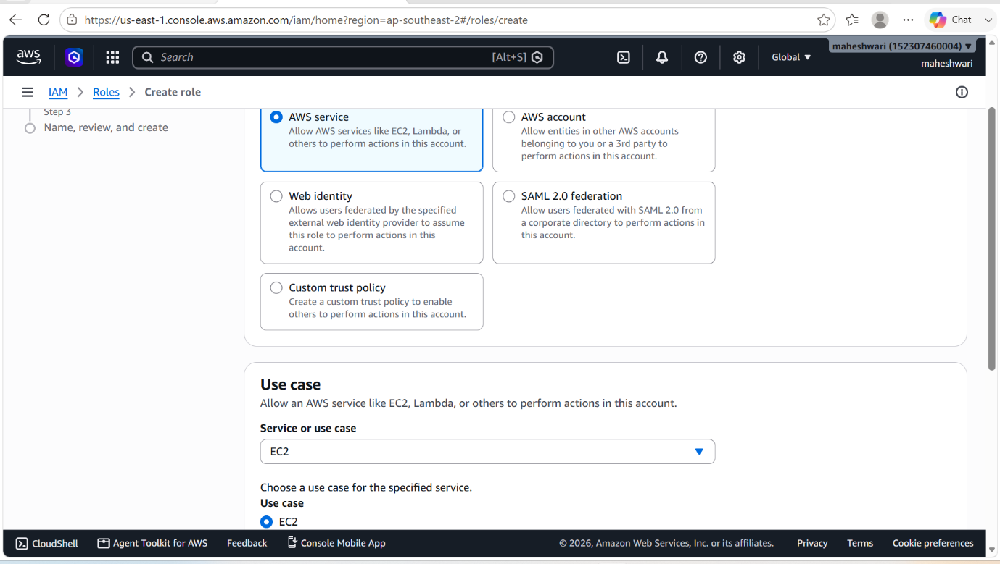 https://us-east-1.console.aws.amazon.com/iam/home?region=ap-southeast-2#/roles/create
Chat
aws
Search
[Alt+S]
Global
maheshwari (152307460004)
maheshwari
IAM
Roles
Create role
Step 3
Name, review, and create
AWS service
Allow AWS services like EC2, Lambda, or
others to perform actions in this account.
AWS account
Allow entities in other AWS accounts
belonging to you or a 3rd party to
perform actions in this account.
Web identity
Allows users federated by the specified
external web identity provider to assume
this role to perform actions in this
account.
SAML 2.0 federation
Allow users federated with SAML 2.0 from
a corporate directory to perform actions in
this account.
Custom trust policy
Create a custom trust policy to enable
others to perform actions in this account.
Use case
Allow an AWS service like EC2, Lambda, or others to perform actions in this account.
Service or use case
EC2
Choose a use case for the specified service.
Use case
EC2
CloudShell
Agent Toolkit for AWS
Feedback
Console Mobile App
© 2026, Amazon Web Services, Inc. or its affiliates.
Privacy
Terms
Cookie preferences